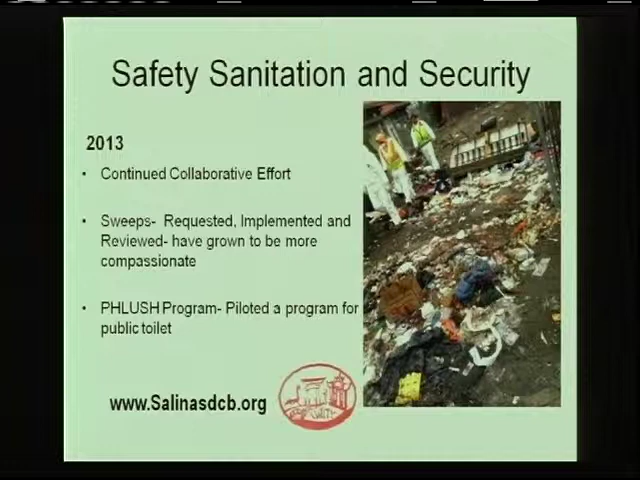 Safety Sanitation and Security
2013
• Continued Collaborative Effort
• Sweeps- Requested, Implemented and
Reviewed- have grown to be more
compassionate
• PHLUSH Program- Piloted a program for
public toilet
www.Salinasdcb.org